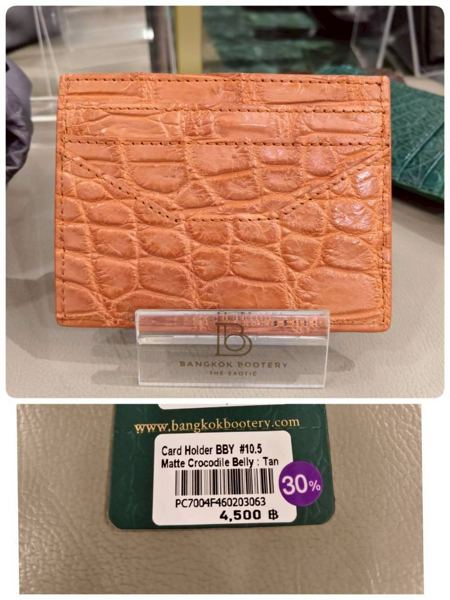 B
BANGKOK BOOTERY
THE EXOTIC
www.bangkokbootery.com
Card Holder BBY #10.5
Matte Crocodile Belly : Tan
30%
PC7004F460203063
4,500 ฿